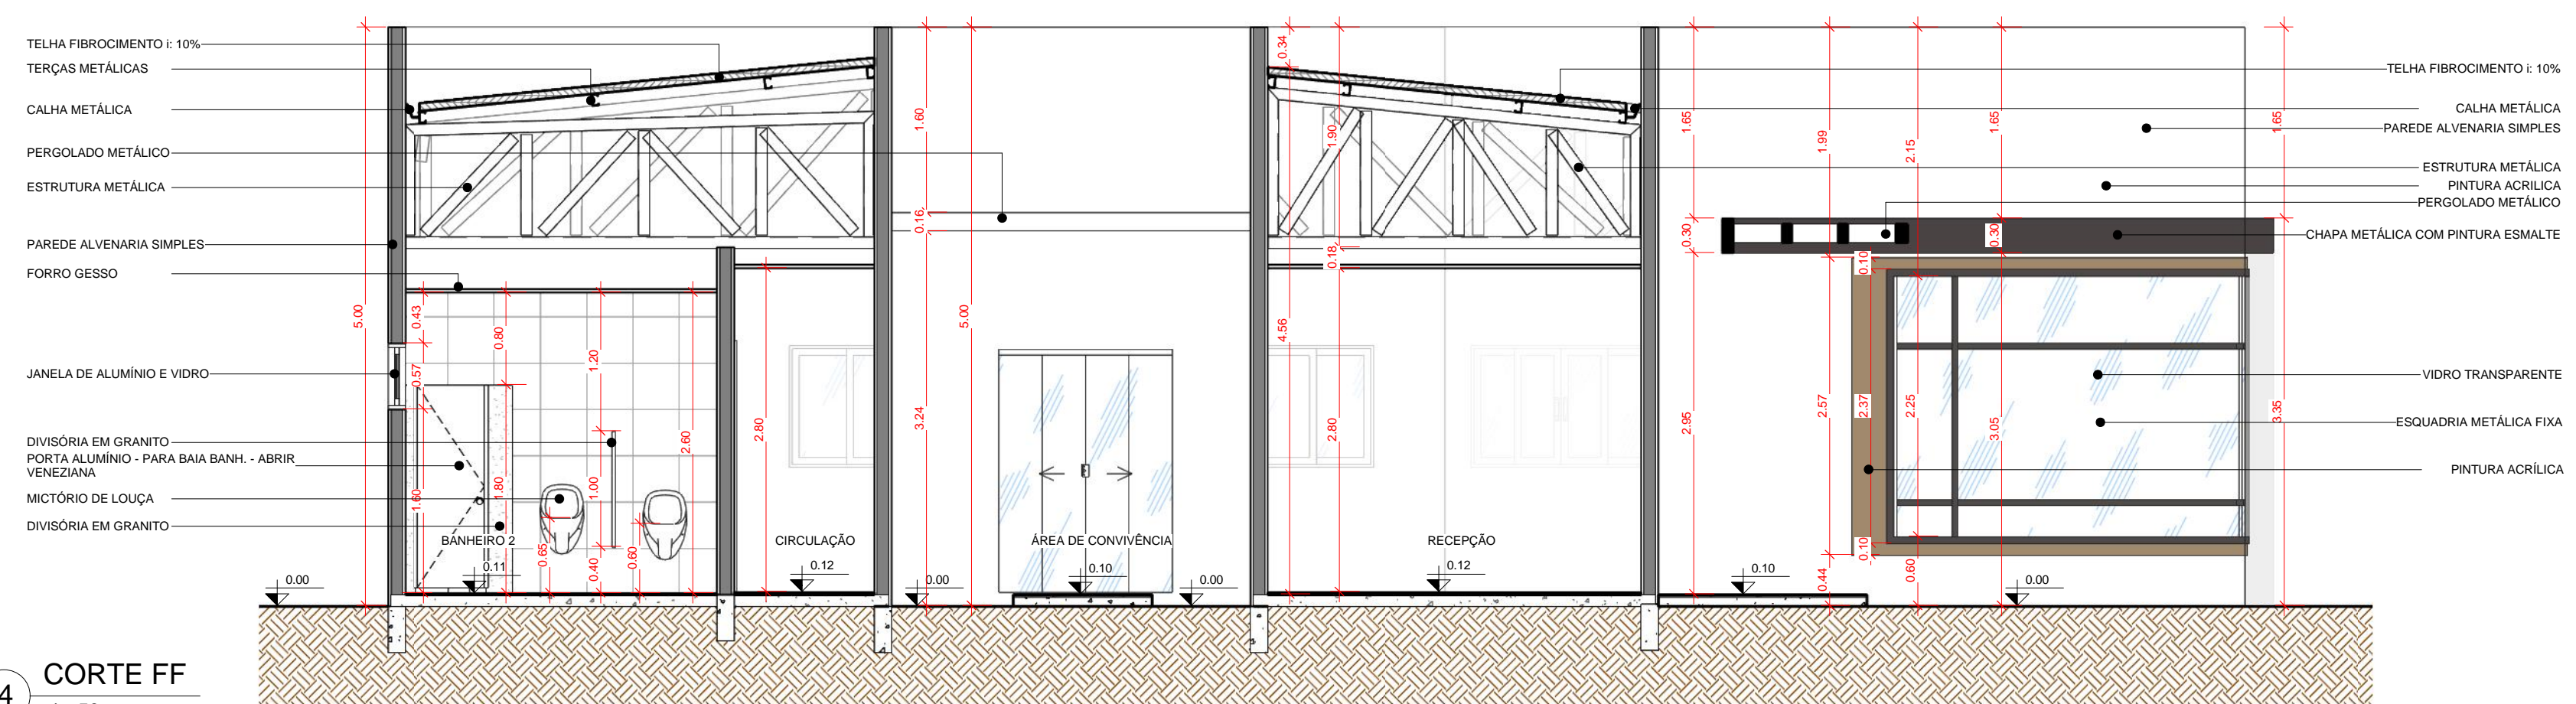 TELHA FIBROCIMENTO i: 10%
TERÇAS METÁLICAS
CALHA METÁLICA
PERGOLADO METÁLICO
ESTRUTURA METÁLICA
PAREDE ALVENARIA SIMPLES
FORRO GESSO
JANELA DE ALUMÍNIO E VIDRO
DIVISÓRIA EM GRANITO
PORTA ALUMÍNIO - PARA BAIA BANH. - ABRIR
VENEZIANA
MICTÓRIO DE LOUÇA
DIVISÓRIA EM GRANITO
5.00
0.43
0.57
1.60
0.80
1.80
1.20
1.00
0.40
0.65
0.60
2.60
2.80
1.60
0.16
3.24
5.00
0.34
4.56
1.90
0.18
2.80
1.65
0.30
2.95
1.99
2.57
0.44
0.10
2.37
0.10
2.15
2.25
0.60
1.65
0.30
3.05
1.65
3.35
BANHEIRO 2
CIRCULAÇÃO
ÁREA DE CONVIVÊNCIA
RECEPÇÃO
0.00
0.11
0.12
0.00
0.10
0.00
0.12
0.10
0.00
TELHA FIBROCIMENTO i: 10%
CALHA METÁLICA
PAREDE ALVENARIA SIMPLES
ESTRUTURA METÁLICA
PINTURA ACRILICA
PERGOLADO METÁLICO
CHAPA METÁLICA COM PINTURA ESMALTE
VIDRO TRANSPARENTE
ESQUADRIA METÁLICA FIXA
PINTURA ACRÍLICA
4
CORTE FF